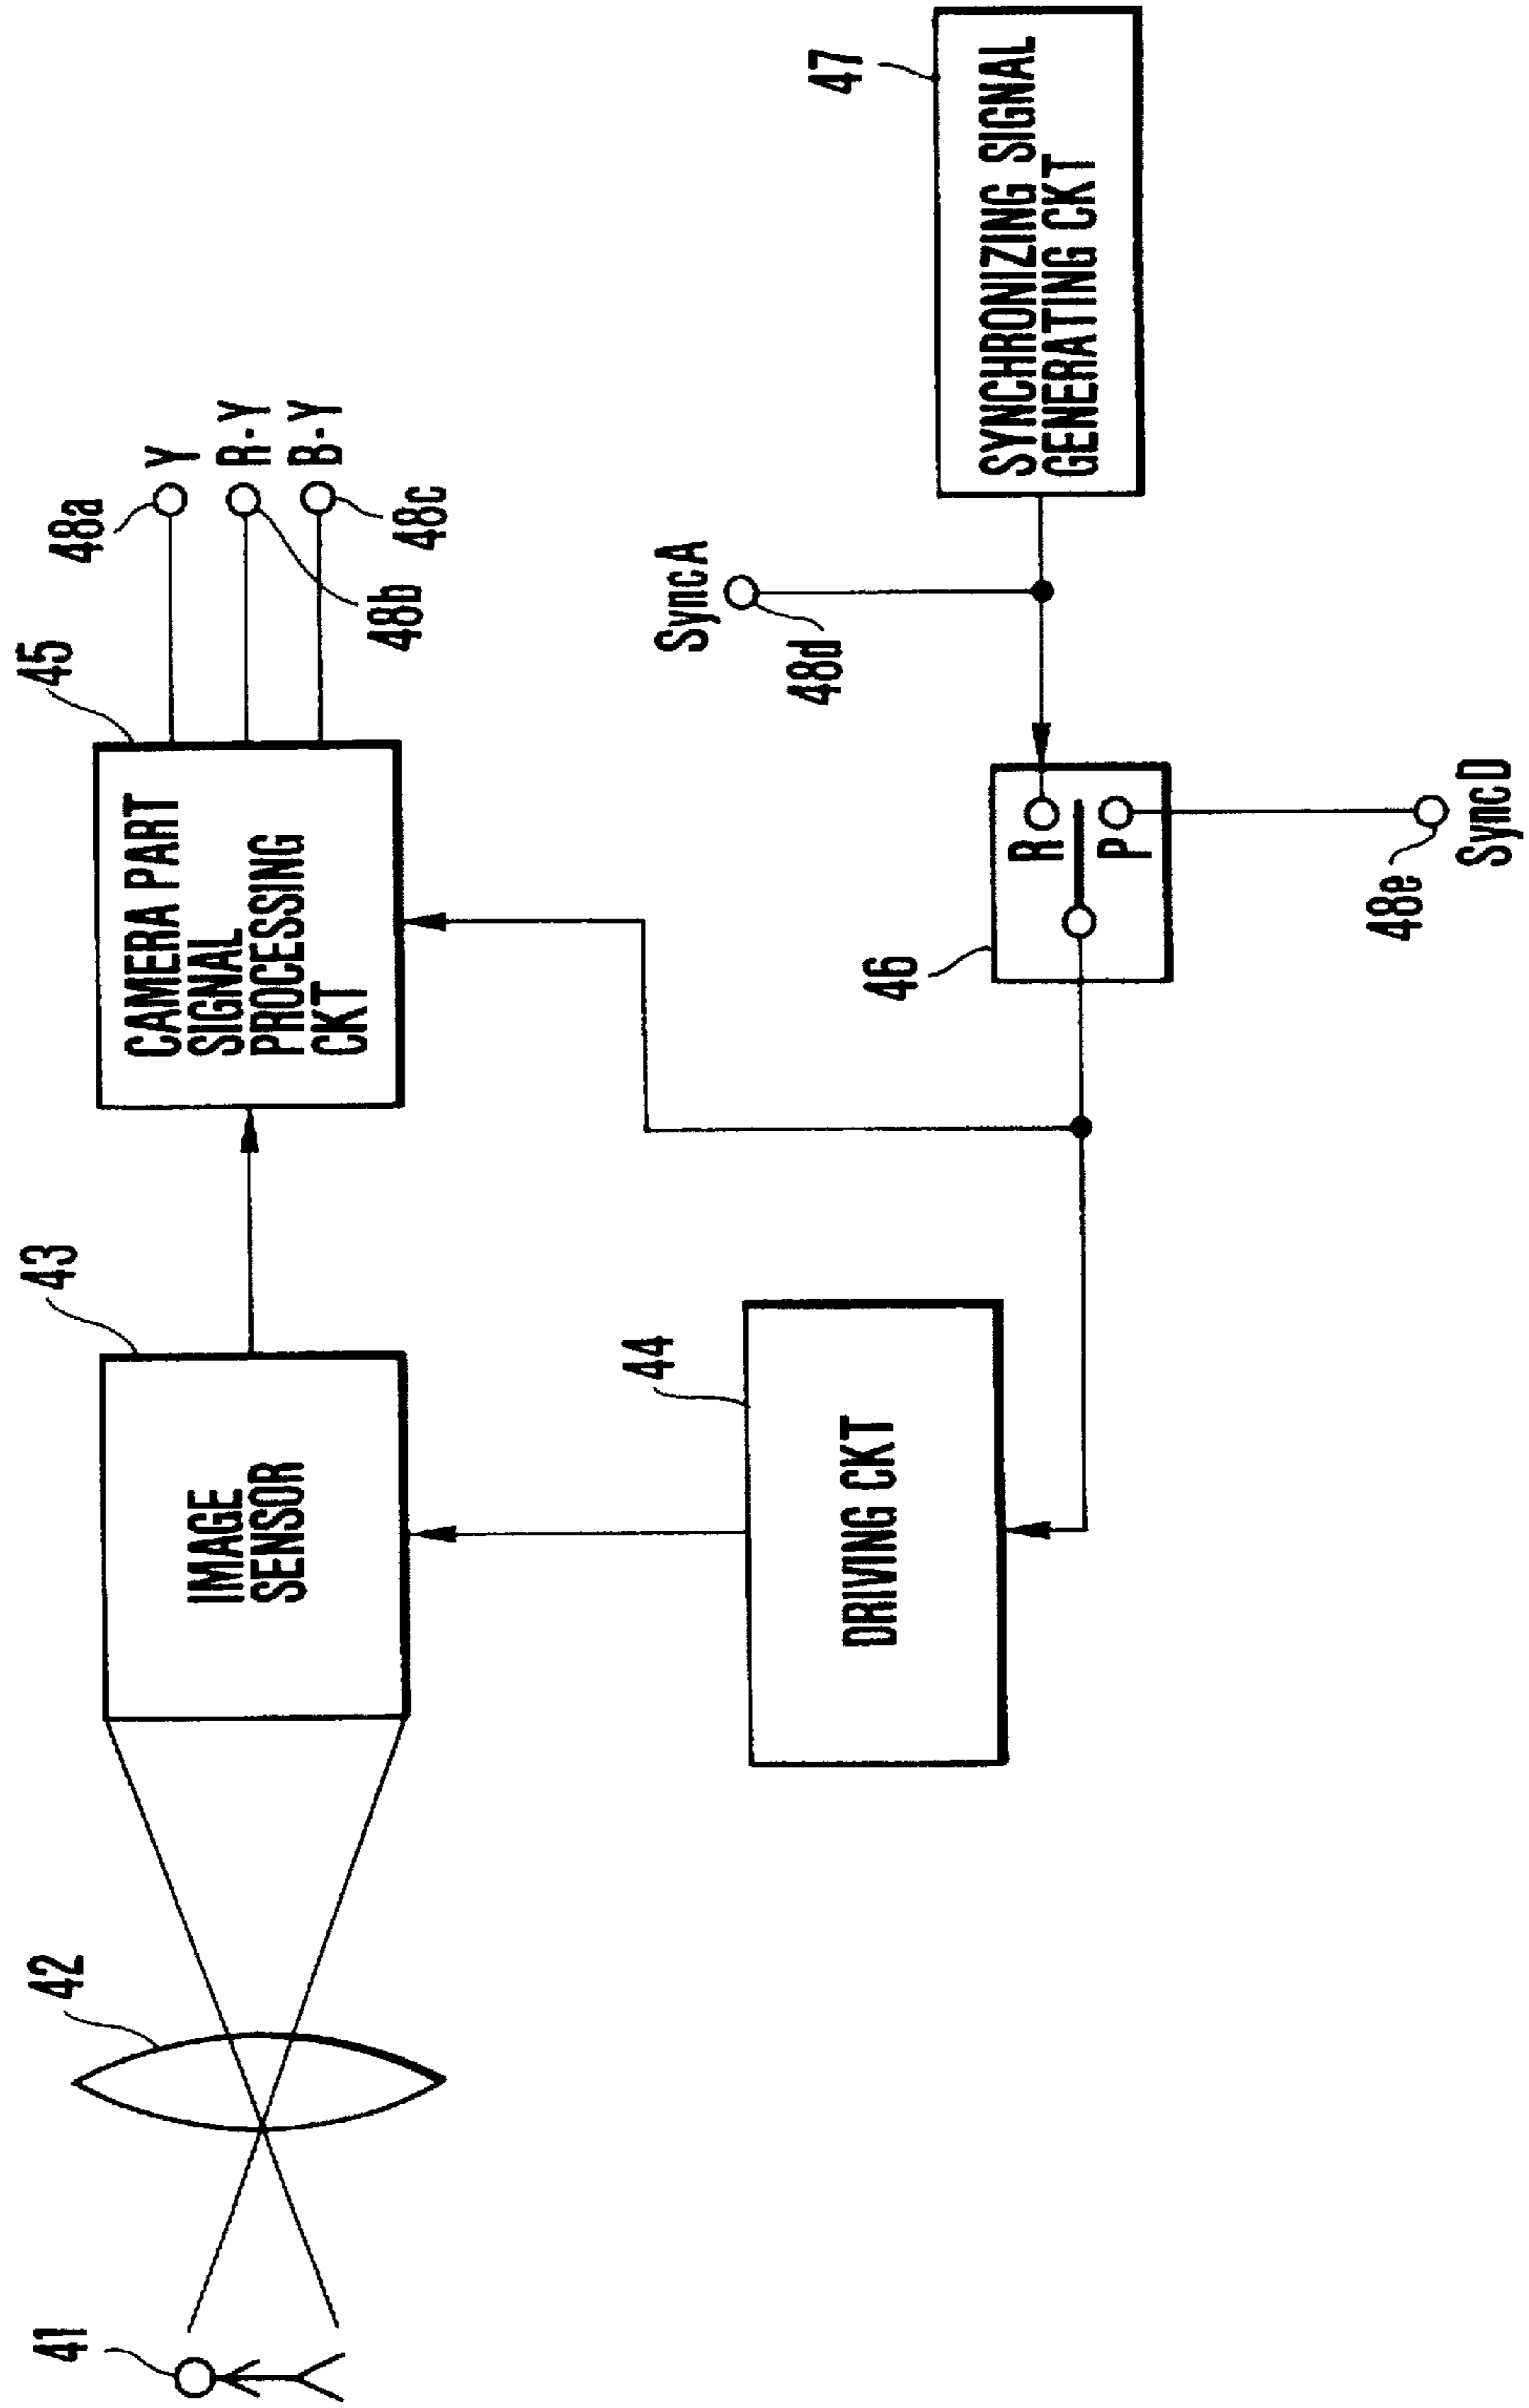 41
42
43
IMAGE
SENSOR
45
CAMERA PART
SIGNAL
PROCESSING
CKT
48a
Y
R-Y
B-Y
48b
48c
44
DRIVING CKT
46
R
P
SyncA
48d
48e
SyncD
47
SYNCHRONIZING SIGNAL
GENERATING CKT